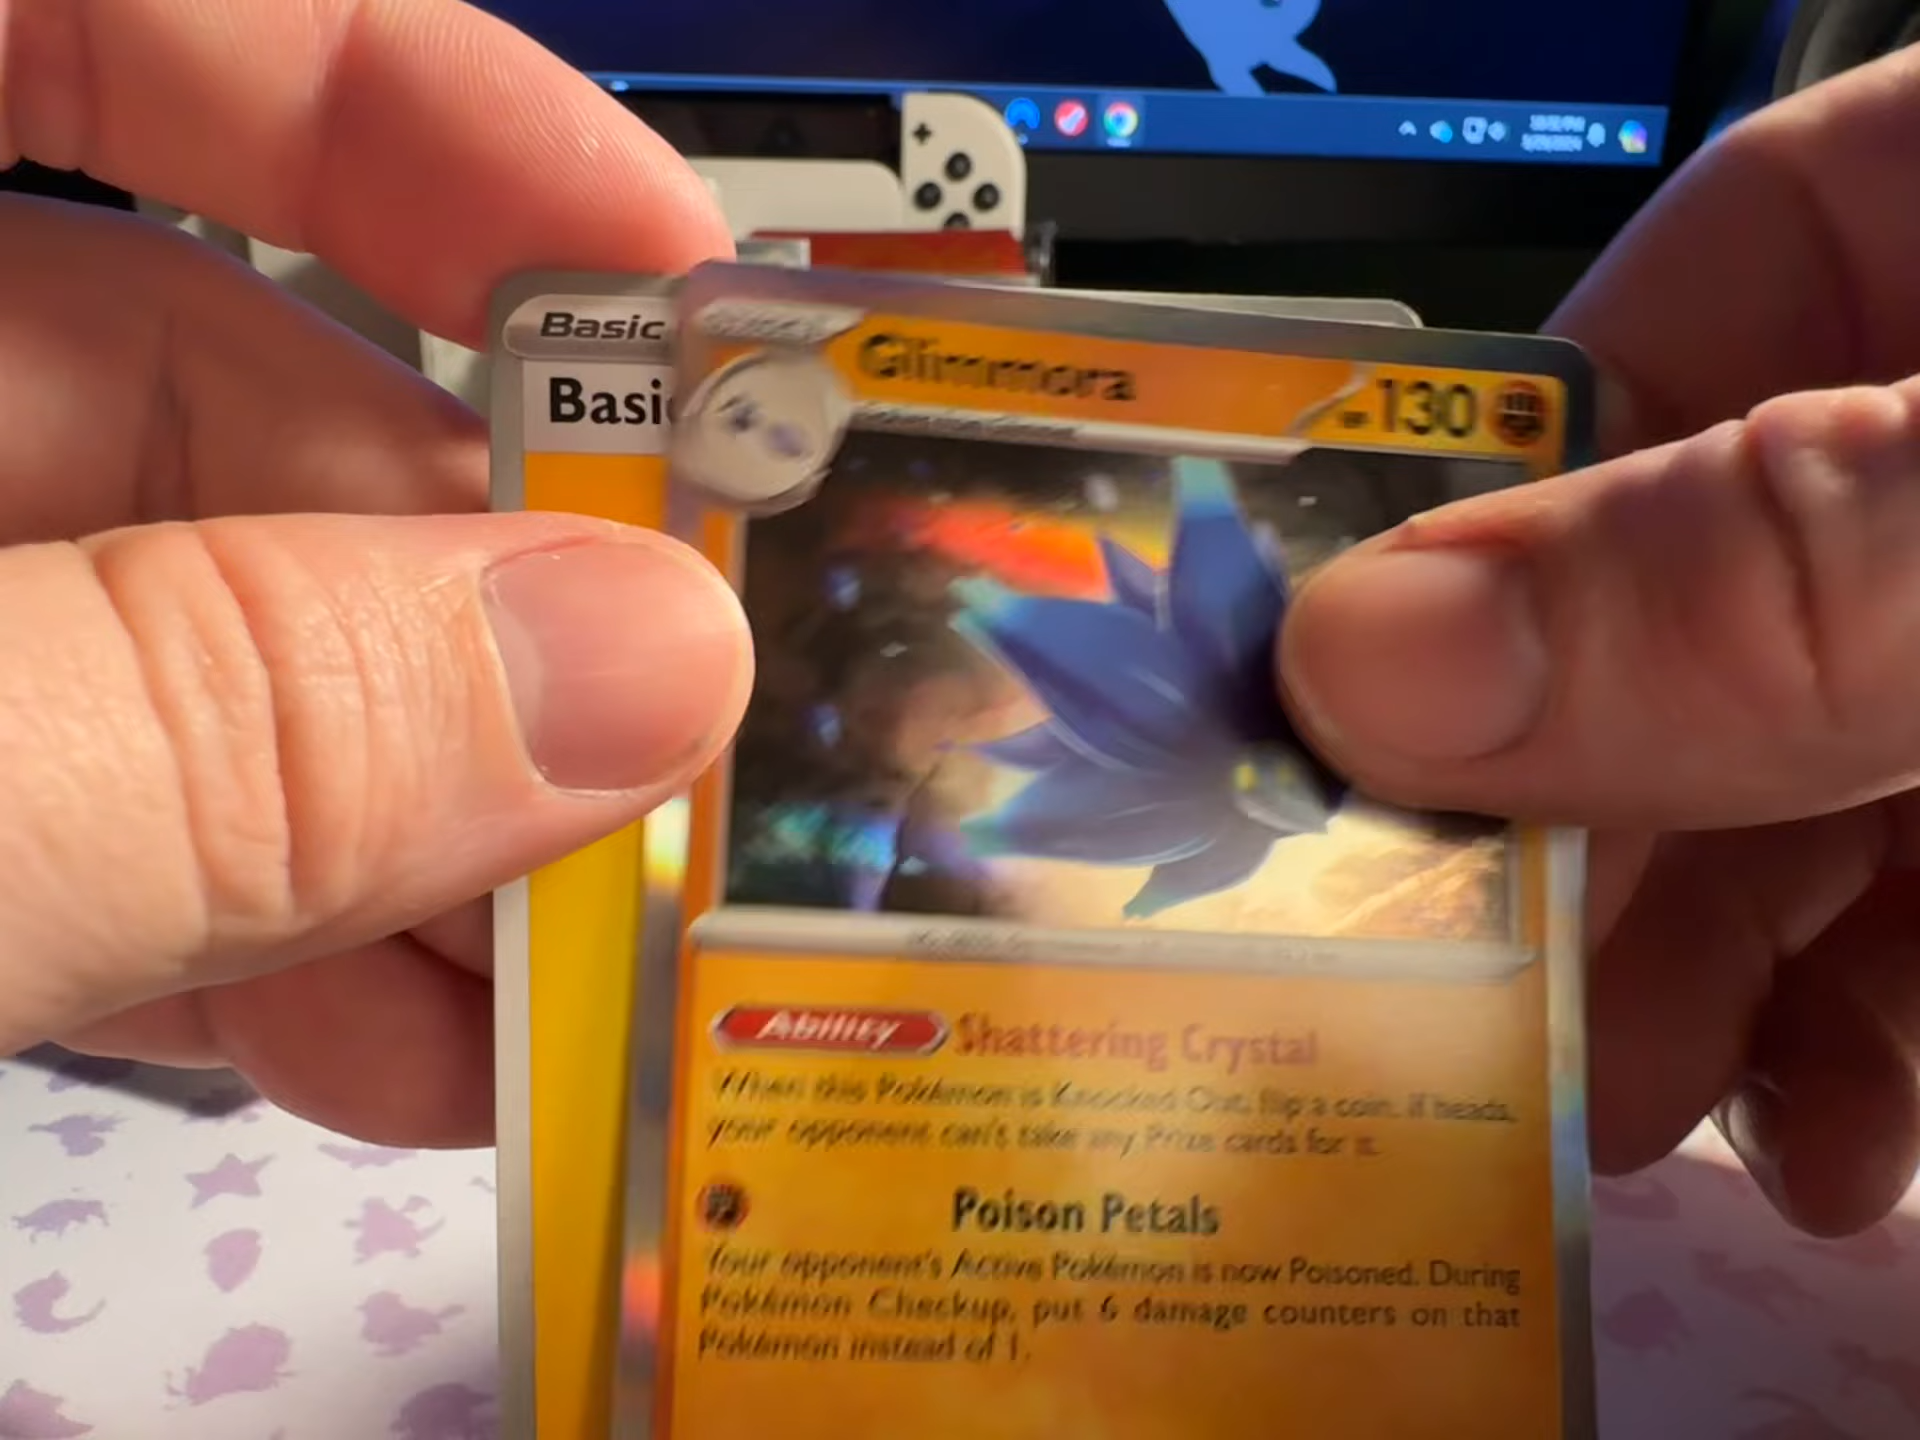 Basic
Basi
Glimmora
130
Ability Shattering Crystal
When this Pokémon is Knocked Out, flip a coin. If heads,
your opponent can't take any Prize cards for it.
Poison Petals
Your opponent's Active Pokémon is now Poisoned. During
Pokémon Checkup, put 6 damage counters on that
Pokémon instead of 1.